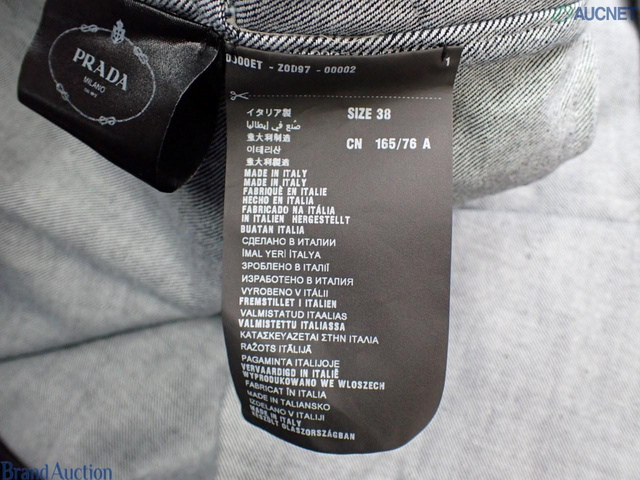 AUCNET
PRADA
MILANO
DJ00ET - Z0D97 - 00002 1
イタリア製 SIZE 38
صنع في إيطاليا
意大利制造 CN 165/76 A
이태리산
意大利製造
MADE IN ITALY
MADE IN ITALY
FABRIQUÉ EN ITALIE
HECHO EN ITALIA
FABRICADO NA ITÁLIA
IN ITALIEN HERGESTELLT
BUATAN ITALIA
СДЕЛАНО В ИТАЛИИ
İMAL YERİ İTALYA
ЗРОБЛЕНО В ІТАЛІЇ
ИЗРАБОТЕНО В ИТАЛИЯ
VYROBENO V ITÁLII
FREMSTILLET I ITALIEN
VALMISTATUD ITAALIAS
VALMISTETTU ITALIASSA
ΚΑΤΑΣΚΕΥΑΖΕΤΑΙ ΣΤΗΝ ΙΤΑΛΙΑ
RAŽOTS ITĀLIJĀ
PAGAMINTA ITALIJOJE
VERVAARDIGD IN ITALIË
WYPRODUKOWANO WE WLOSZECH
FABRICAT ÎN ITALIA
MADE IN TALIANSKO
IZDELANO V ITALIJI
MADE IN ITALY
KESZÜLT OLASZORSZÁGBAN
Brand Auction